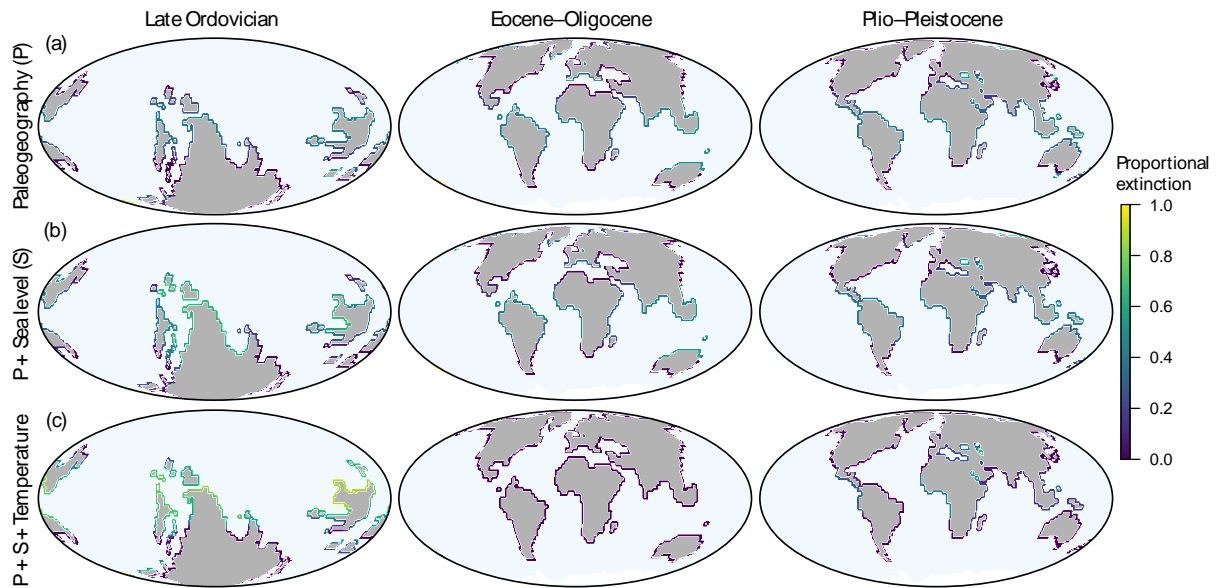 Late Ordovician
Eocene–Oligocene
Plio–Pleistocene
(a)
Paleogeography (P)
(b)
P + Sea level (S)
(c)
P + S + Temperature
Proportional
extinction
1.0
0.8
0.6
0.4
0.2
0.0